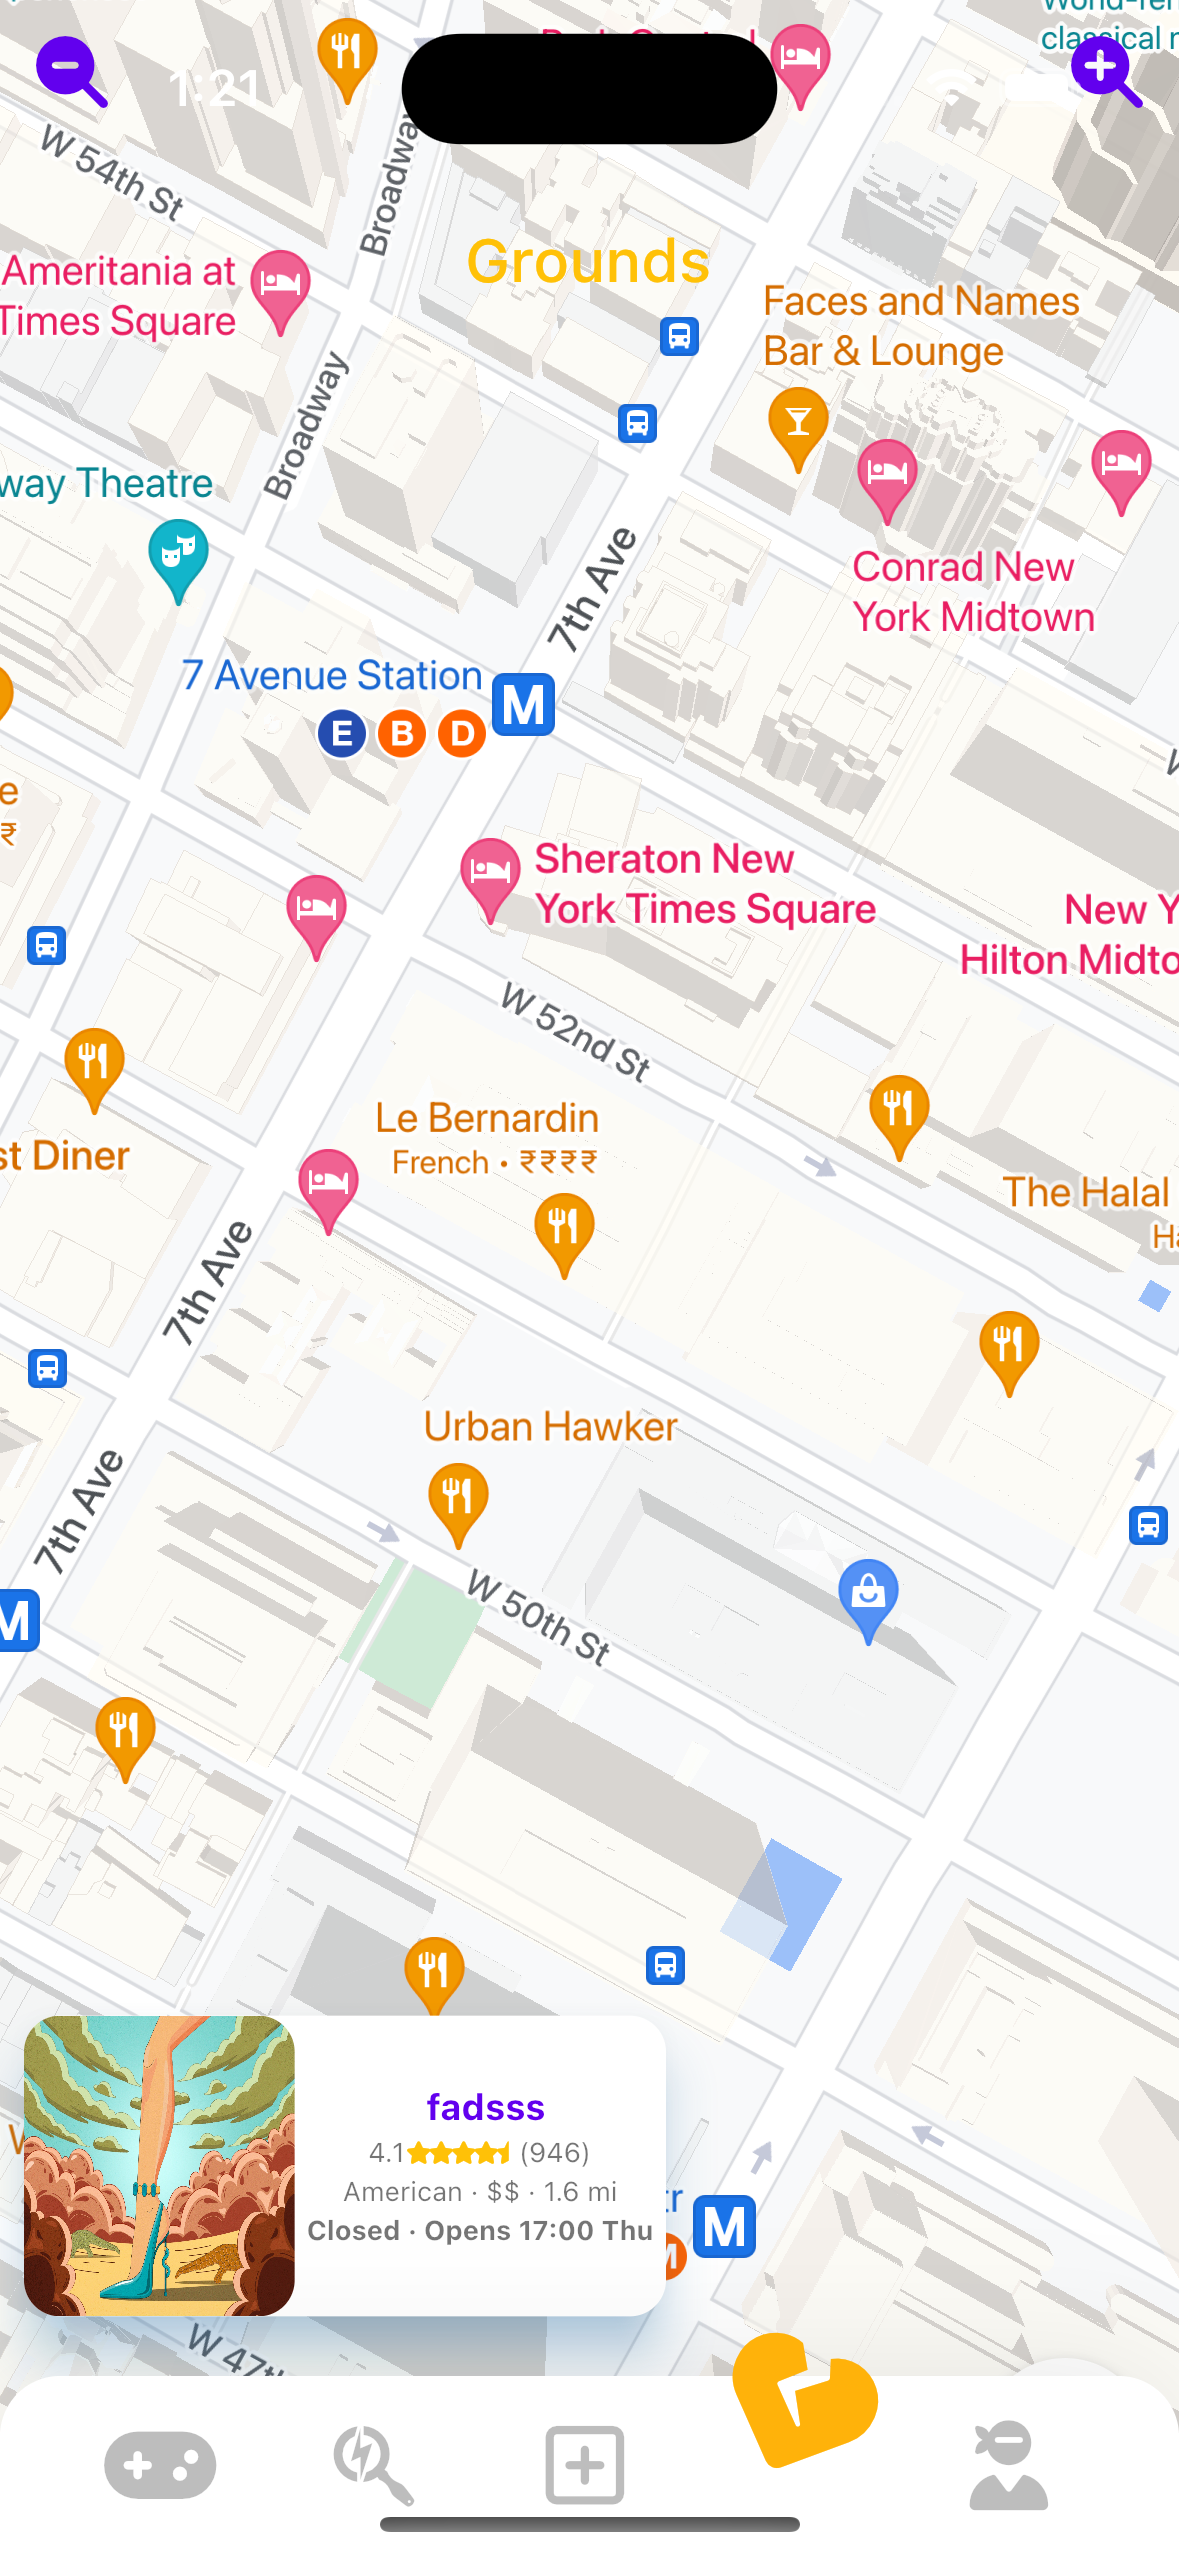 classical
1:21
W 54th St
Broadway
Grounds
Ameritania at
Times Square
Faces and Names
Bar & Lounge
Broadway
way Theatre
7th Ave
Conrad New
York Midtown
7 Avenue Station
M
E B D
e
₹
Sheraton New
York Times Square
New Y
Hilton Midto
W 52nd St
Le Bernardin
French · ₹₹₹₹
st Diner
The Halal
Ha
7th Ave
Urban Hawker
7th Ave
W 50th St
M
fadsss
4.1 (946)
American · $$ · 1.6 mi
Closed · Opens 17:00 Thu
tr
M
M
W 47th